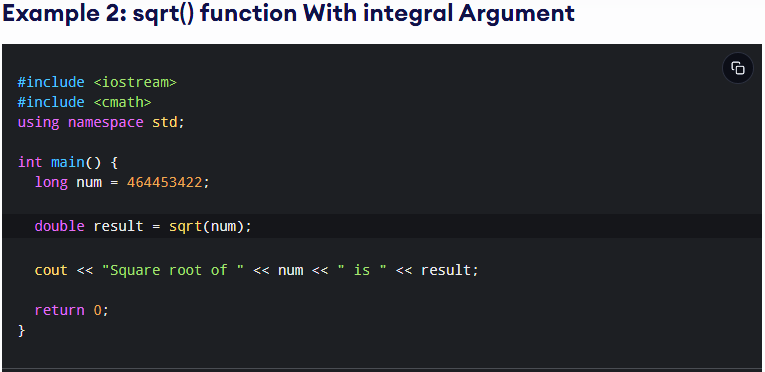 Example 2: sqrt() function With integral Argument
#include <iostream>
#include <cmath>
using namespace std;
int main() {
long num = 464453422;
double result = sqrt(num);
cout << "Square root of " << num << " is " << result;
return 0;
}